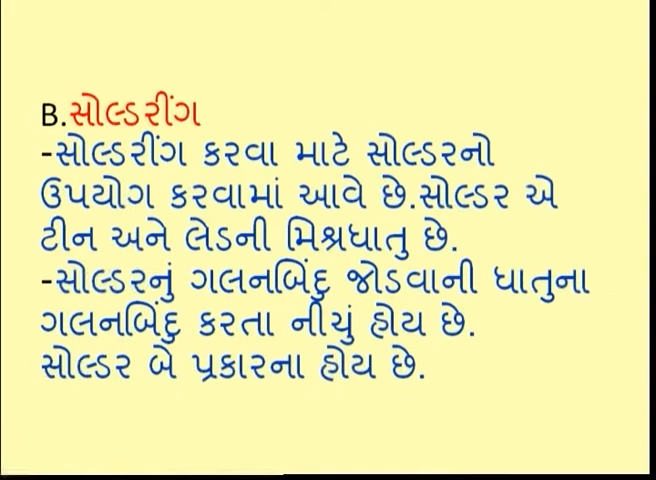 B.સોલ્ડરીંગ
-સોલ્ડરીંગ કરવા માટે સોલ્ડરનો
ઉપયોગ કરવામાં આવે છે.સોલ્ડર એ
ટીન અને લેડની મિશ્રધાતુ છે.
-સોલ્ડરનું ગલનબિંદુ જોડવાની ધાતુના
ગલનબિંદુ કરતા નીચું હોય છે.
સોલ્ડર બે પ્રકારના હોય છે.